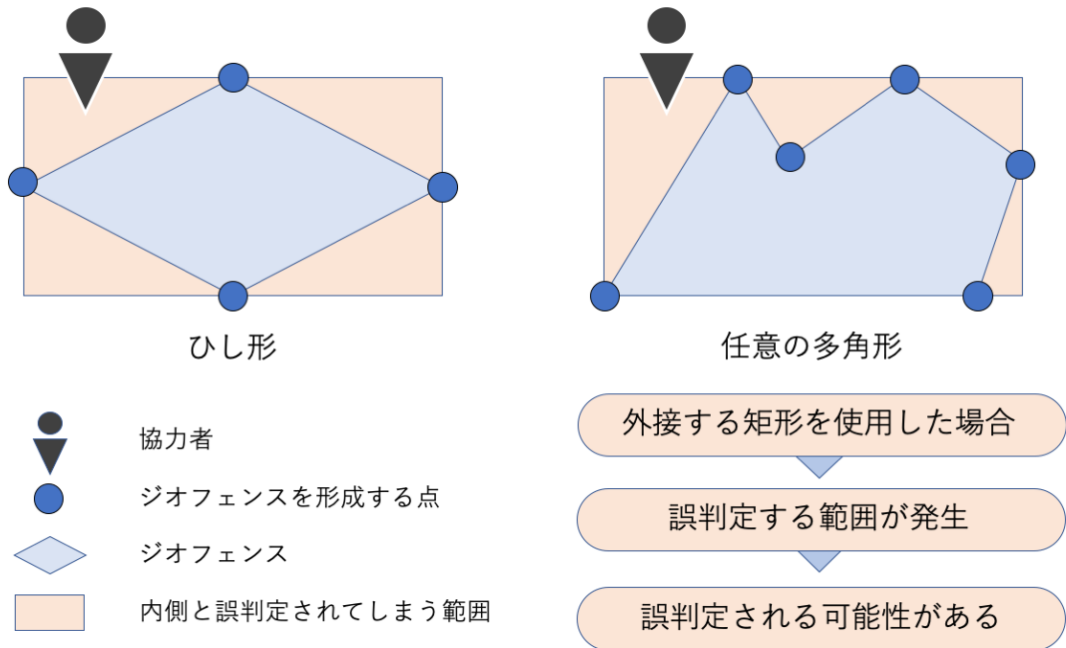 ひし形
任意の多角形
協力者
ジオフェンスを形成する点
ジオフェンス
内側と誤判定されてしまう範囲
外接する矩形を使用した場合
誤判定する範囲が発生
誤判定される可能性がある